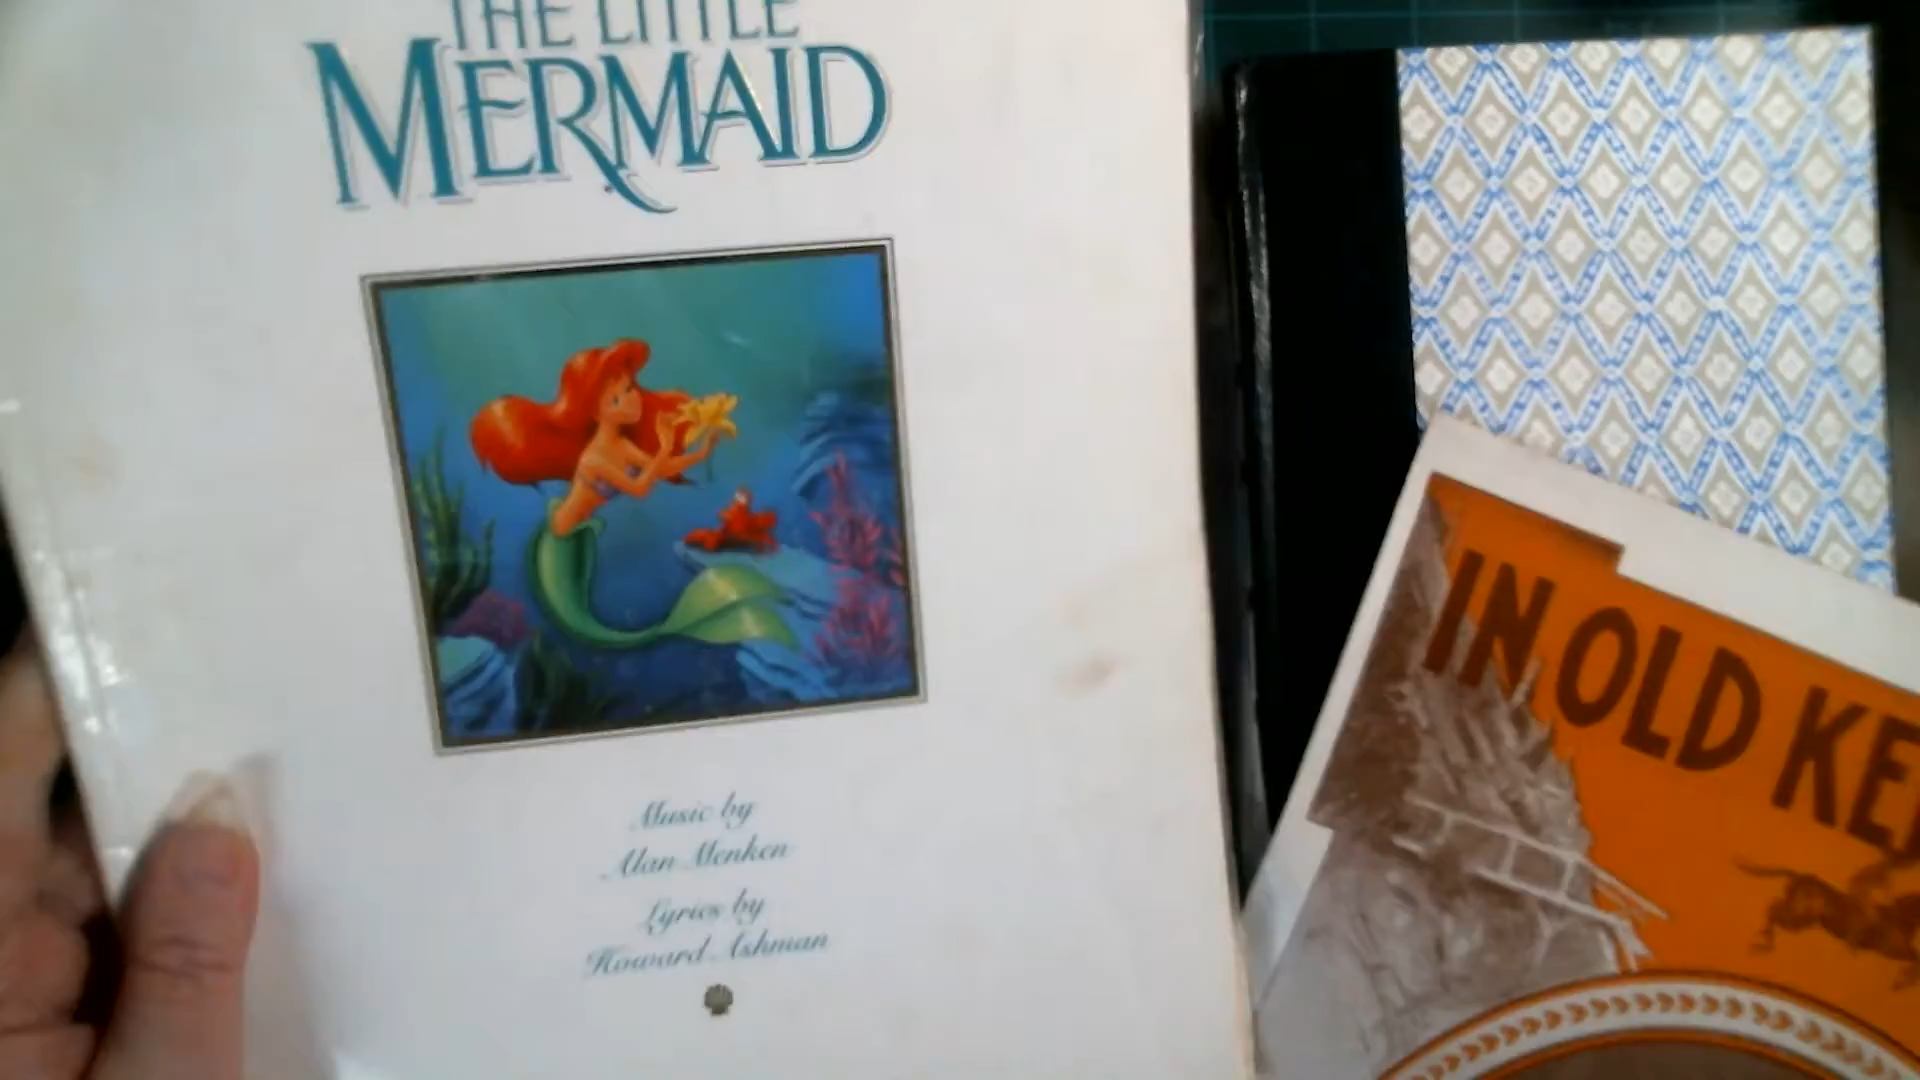 THE LITTLE
MERMAID
Music by
Alan Menken
Lyrics by
Howard Ashman
IN OLD KE